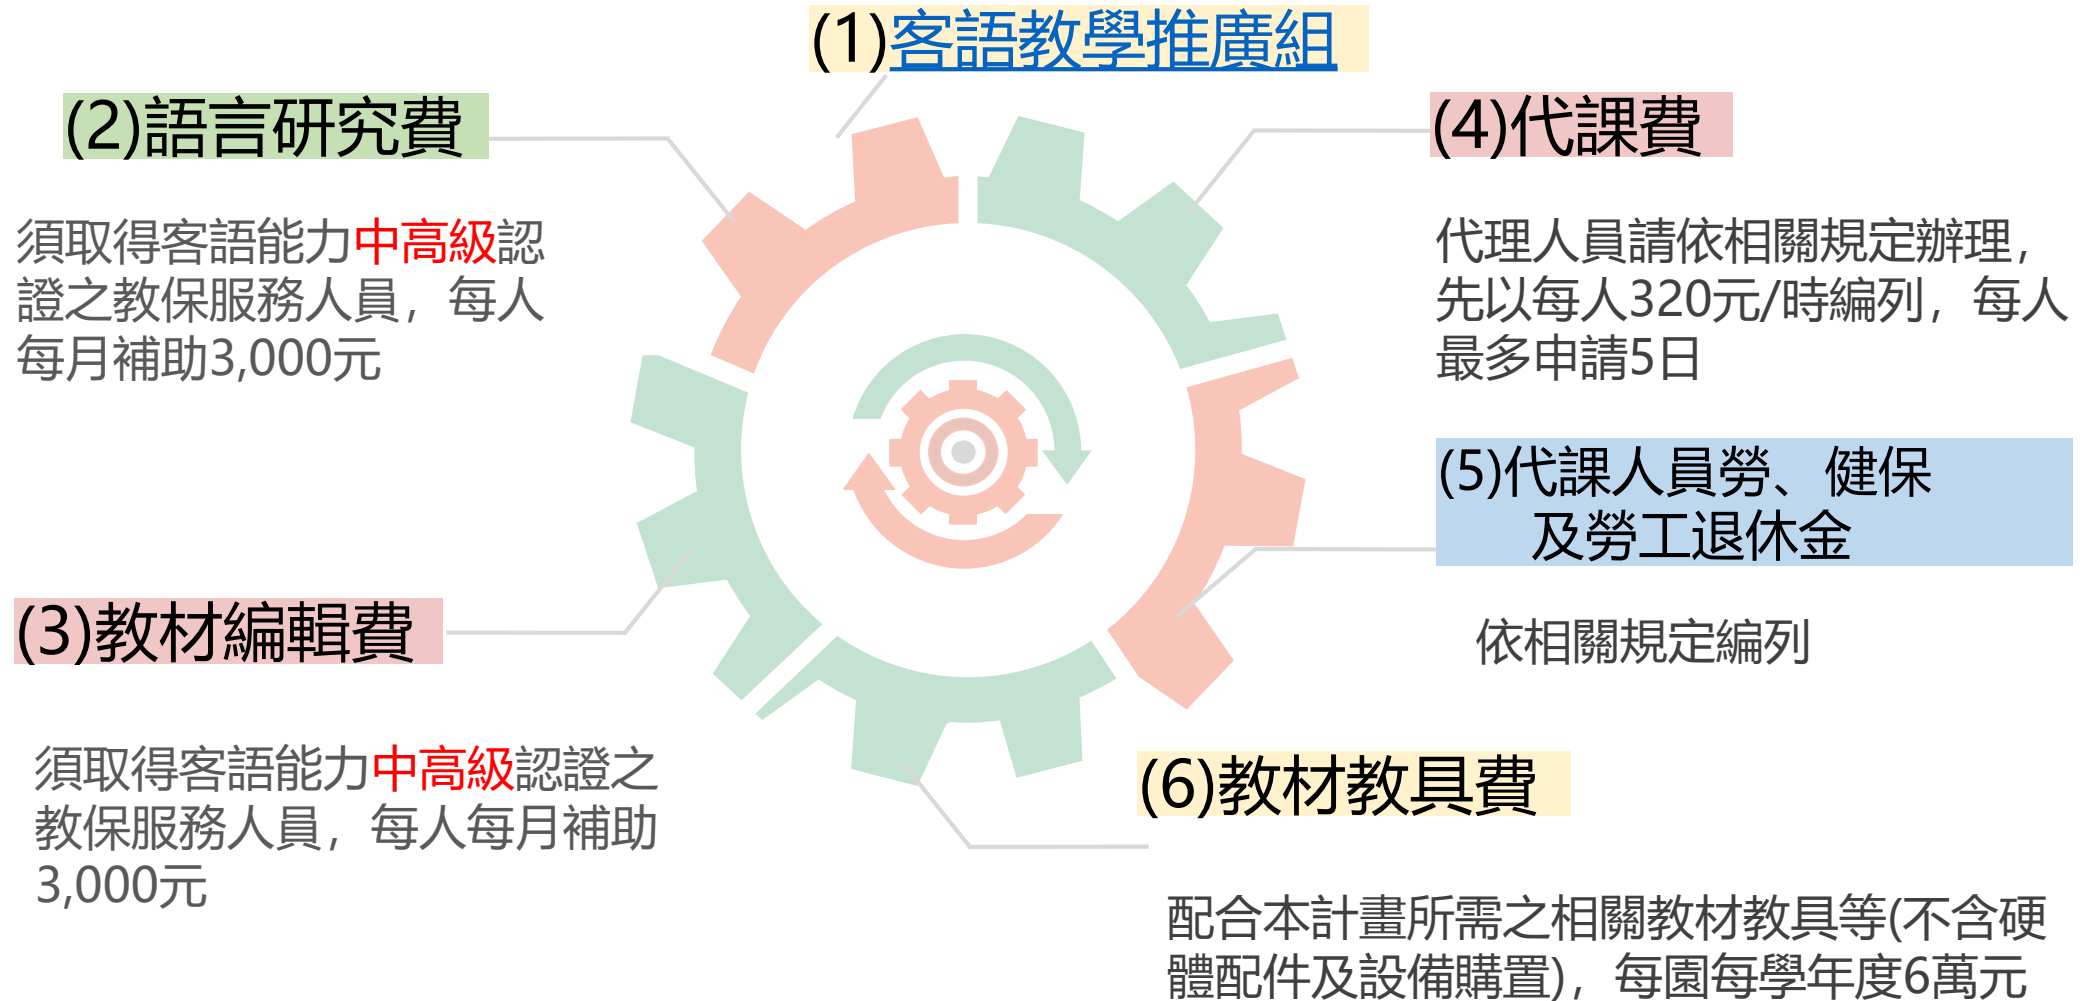 (1)客語教學推廣組
(2)語言研究費
須取得客語能力中高級認
證之教保服務人員，每人
每月補助3,000元
(3)教材編輯費
須取得客語能力中高級認證之
教保服務人員，每人每月補助
3,000元
(4)代課費
代理人員請依相關規定辦理，
先以每人320元/時編列，每人
最多申請5日
(5)代課人員勞、健保
及勞工退休金
依相關規定編列
(6)教材教具費
配合本計畫所需之相關教材教具等(不含硬
體配件及設備購置)，每園每學年度6萬元